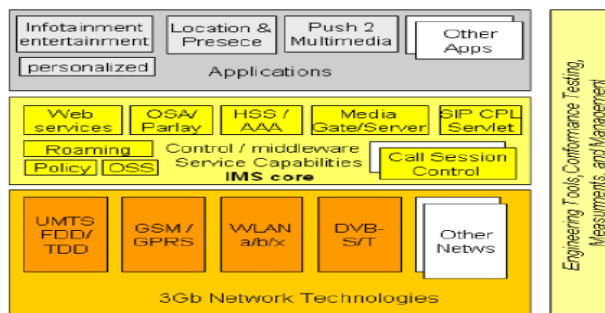 Infotainment
entertainment
Location &
Presece
Push 2
Multimedia
Other
Apps
personalized
Applications
Web
services
OSA/
Parlay
HSS /
AAA
Media
Gate/Server
SIP CPL
Servlet
Roaming
Control / middleware
Policy
OSS
Service Capabilities
IMS core
Call Session
Control
UMTS
FDD/
TDD
GSM /
GPRS
WLAN
a/b/x
DVB-
S/T
Other
Netws
3Gb Network Technologies
Engineering Tools, Conformance Testing,
Measurments, and Management